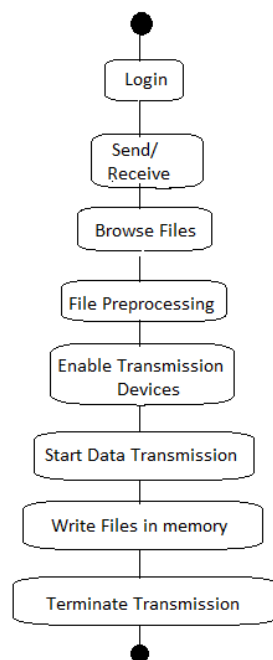 Login
Send/
Receive
Browse Files
File Preprocessing
Enable Transmission
Devices
Start Data Transmission
Write Files in memory
Terminate Transmission